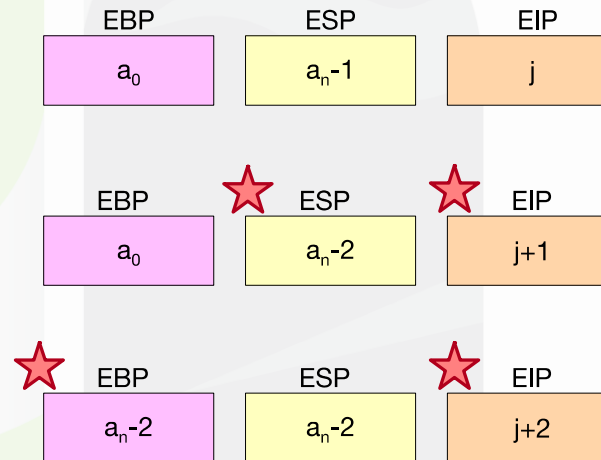 EBP ESP EIP
a₀ aₙ-1 j
EBP ESP EIP
a₀ aₙ-2 j+1
EBP ESP EIP
aₙ-2 aₙ-2 j+2